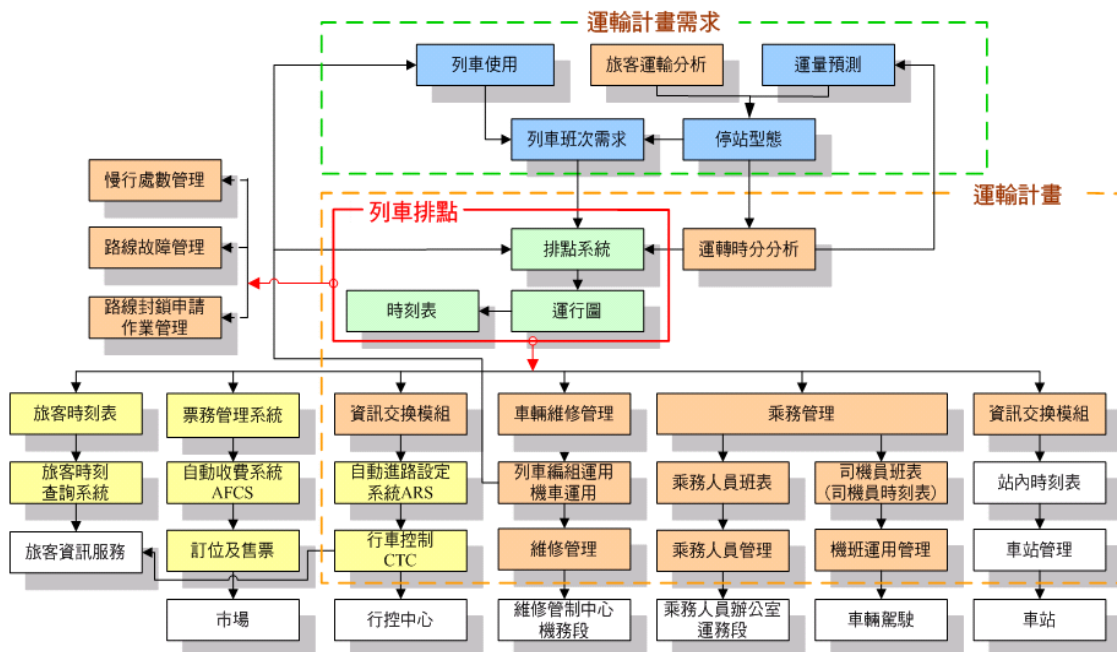 運輸計畫需求
列車使用
旅客運輸分析
運量預測
列車班次需求
停站型態
慢行處數管理
運輸計畫
列車排點
路線故障管理
排點系統
運轉時分分析
路線封鎖申請
作業管理
時刻表
運行圖
旅客時刻表
票務管理系統
資訊交換模組
車輛維修管理
乘務管理
資訊交換模組
旅客時刻
查詢系統
自動收費系統
AFCS
自動進路設定
系統ARS
列車編組運用
機車運用
乘務人員班表
司機員班表
(司機員時刻表)
站內時刻表
旅客資訊服務
訂位及售票
行車控制
CTC
維修管理
乘務人員管理
機班運用管理
車站管理
市場
行控中心
維修管制中心
機務段
乘務人員辦公室
運務段
車輛駕駛
車站